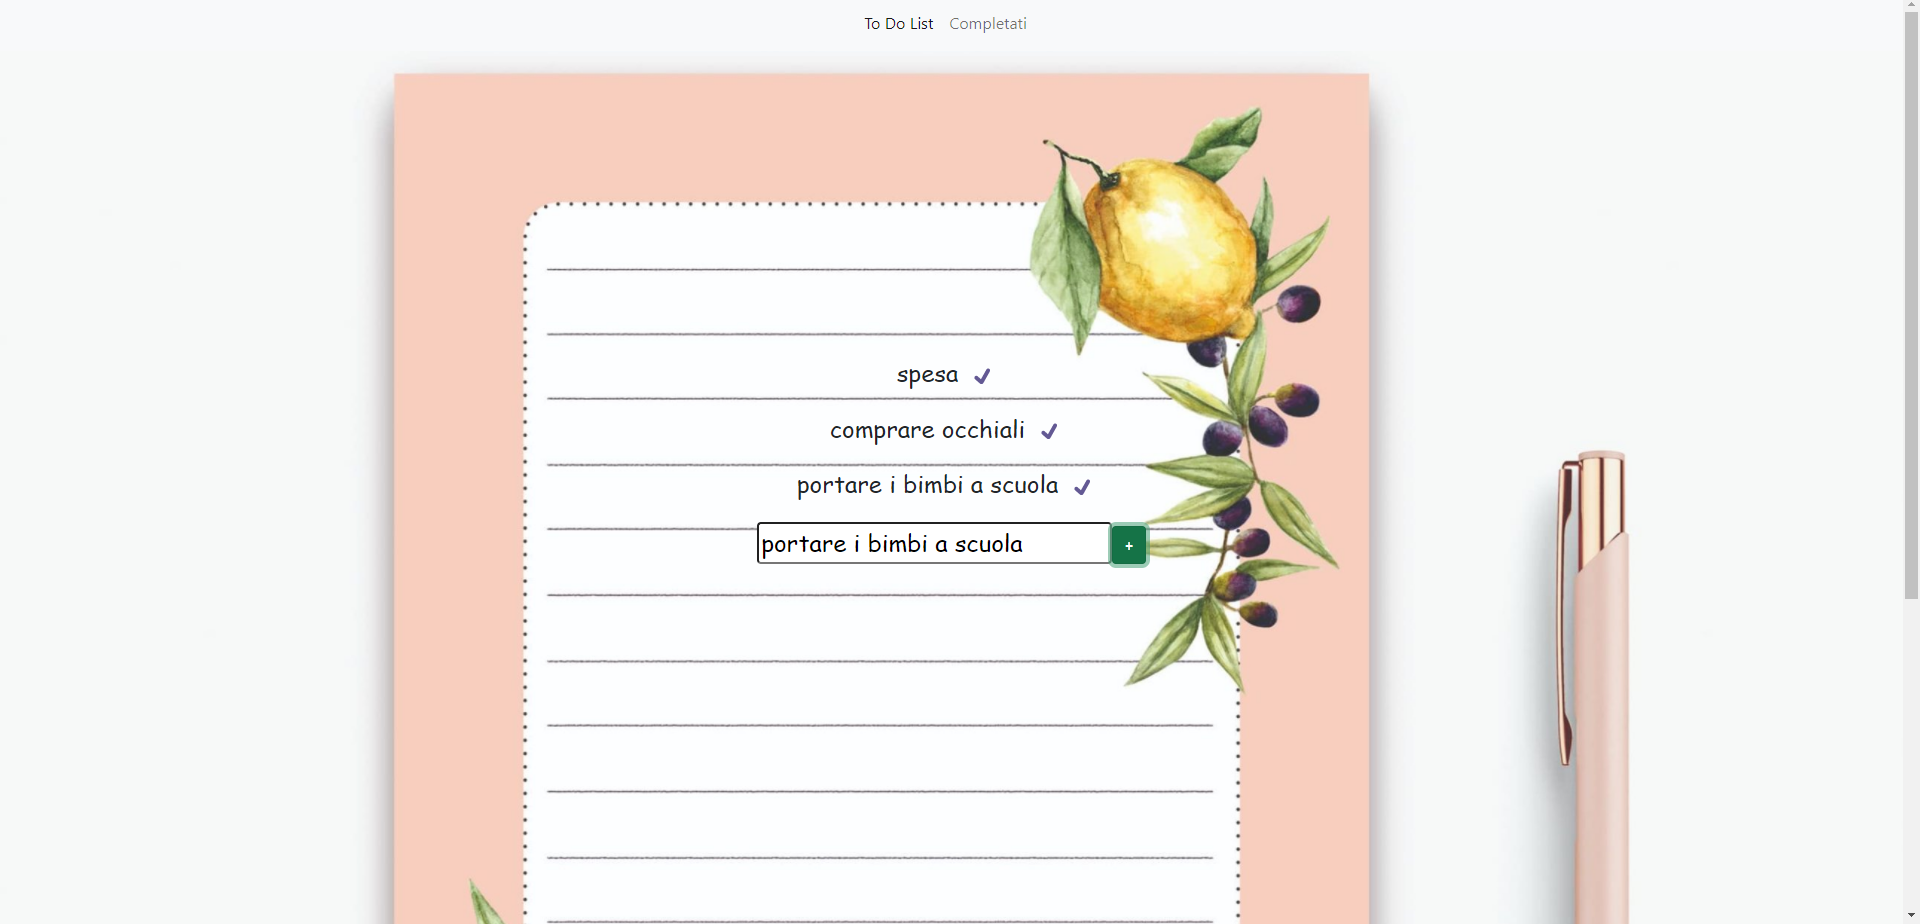 To Do List Completati
spesa
comprare occhiali
portare i bimbi a scuola
portare i bimbi a scuola +